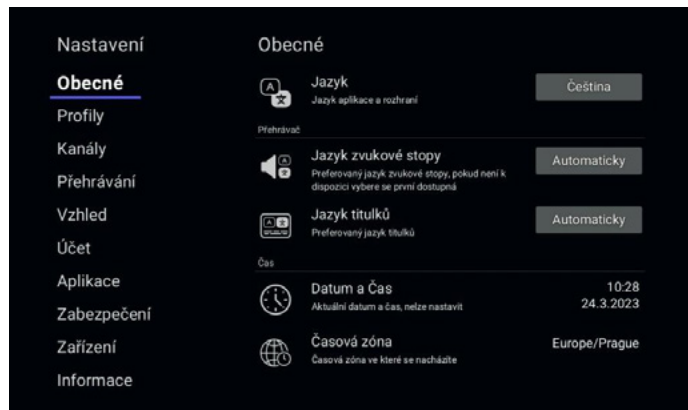 Nastavení
Obecné
Profily
Kanály
Přehrávání
Vzhled
Účet
Aplikace
Zabezpečení
Zařízení
Informace
Obecné
Jazyk
Jazyk aplikace a rozhraní
Čeština
Přehrávač
Jazyk zvukové stopy
Preferovaný jazyk zvukové stopy, pokud není k
dispozici vybere se první dostupná
Automaticky
Jazyk titulků
Preferovaný jazyk titulků
Automaticky
Čas
Datum a Čas
Aktuální datum a čas, nelze nastavit
10:28
24.3.2023
Časová zóna
Časová zóna ve které se nacházíte
Europe/Prague